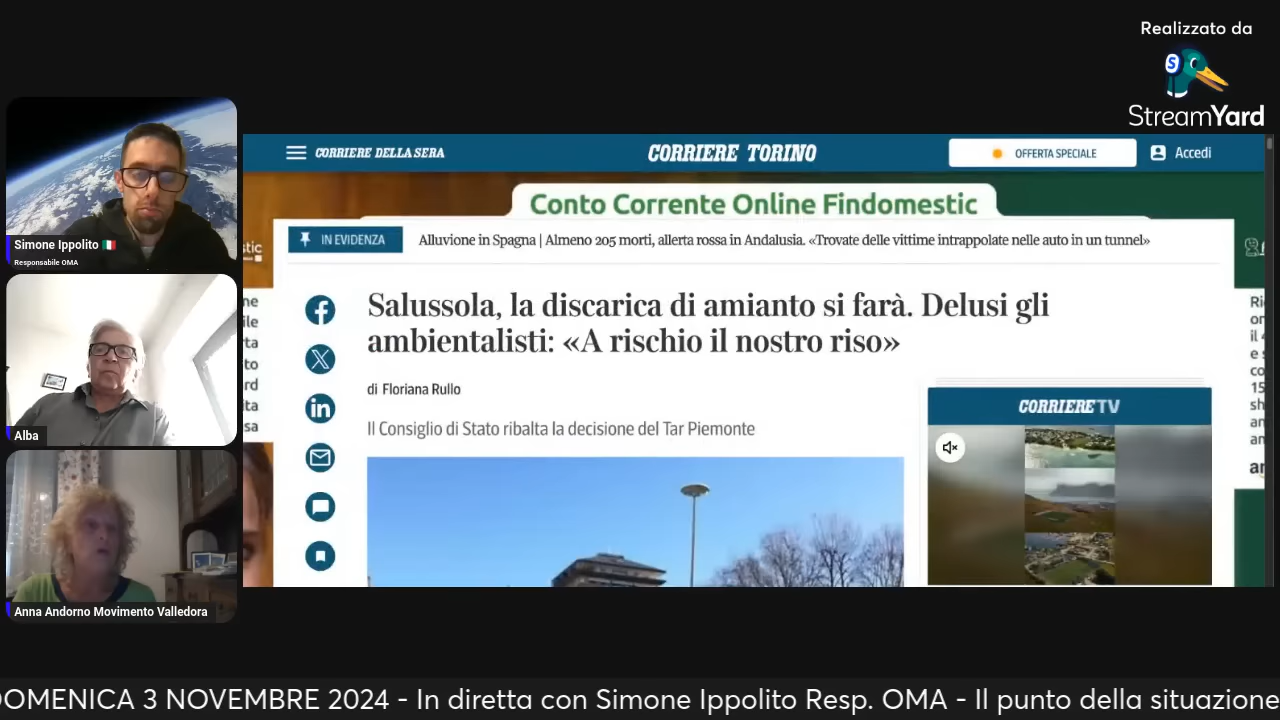 Realizzato da
StreamYard
Simone Ippolito
Responsabile OMA
Alba
Anna Andorno Movimento Valledora
CORRIERE DELLA SERA
CORRIERE TORINO
OFFERTA SPECIALE
Accedi
Conto Corrente Online Findomestic
IN EVIDENZA
Alluvione in Spagna | Almeno 205 morti, allerta rossa in Andalusia. «Trovate delle vittime intrappolate nelle auto in un tunnel»
Salussola, la discarica di amianto si farà. Delusi gli
ambientalisti: «A rischio il nostro riso»
di Floriana Rullo
Il Consiglio di Stato ribalta la decisione del Tar Piemonte
CORRIERE TV
DOMENICA 3 NOVEMBRE 2024 - In diretta con Simone Ippolito Resp. OMA - Il punto della situazione